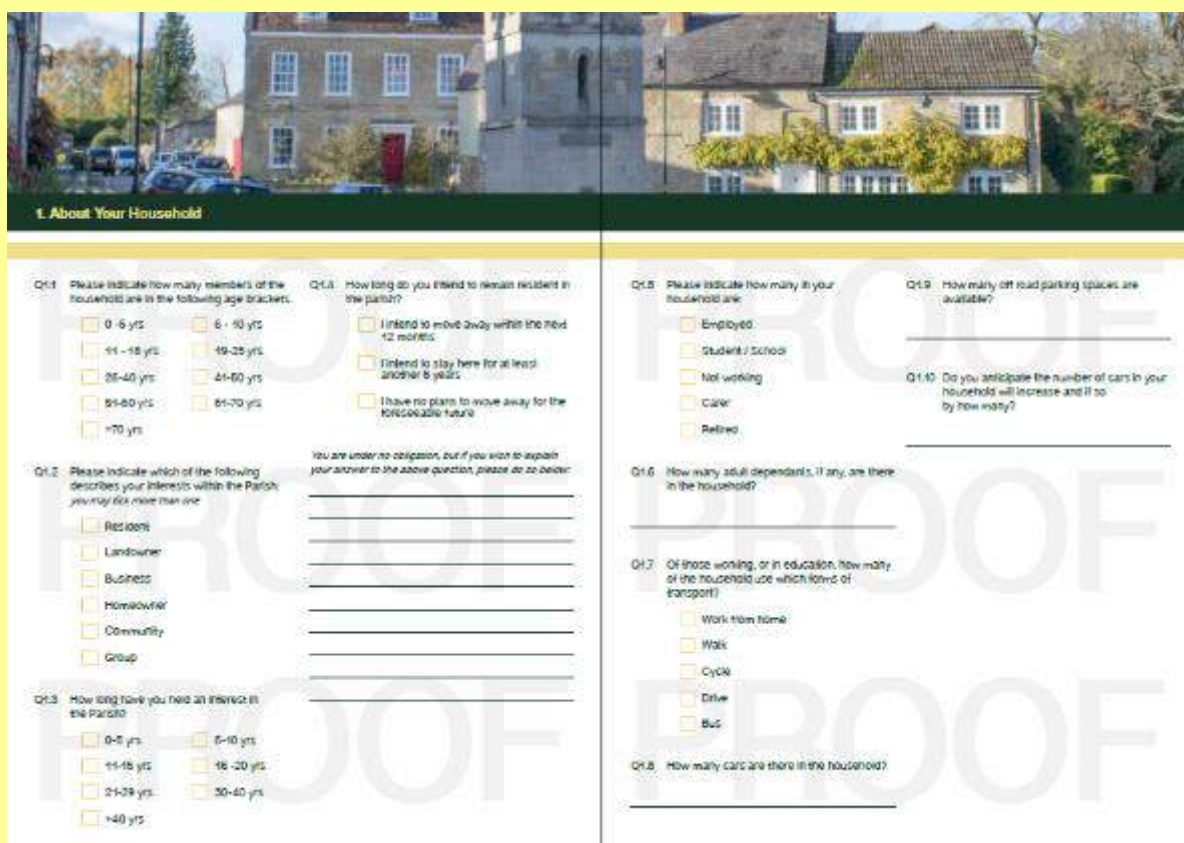 1. About Your Household
Q1.1 Please indicate how many members of the
household are in the following age brackets.
0 -5 yrs
6 - 10 yrs
11 - 18 yrs
19-25 yrs
26-40 yrs
41-50 yrs
51-60 yrs
61-70 yrs
+70 yrs
Q1.2 Please indicate which of the following
describes your interests within the Parish,
you may tick more than one
Resident
Landowner
Business
Homeowner
Community
Group
Q1.3 How long have you held an interest in
the Parish?
0-5 yrs
6-10 yrs
11-15 yrs
16 -20 yrs
21-29 yrs
30-40 yrs
+40 yrs
Q1.4 How long do you intend to remain resident in
the parish?
I intend to move away within the next
12 months
I intend to stay here for at least
another 5 years
I have no plans to move away for the
foreseeable future
You are under no obligation, but if you wish to explain
your answer to the above question, please do so below:
Q1.5 Please indicate how many in your
household are:
Employed
Student / School
Not working
Carer
Retired
Q1.6 How many adult dependants, if any, are there
in the household?
Q1.7 Of those working, or in education, how many
of the household use which forms of
transport?
Work from home
Walk
Cycle
Drive
Bus
Q1.8 How many cars are there in the household?
Q1.9 How many off road parking spaces are
available?
Q1.10 Do you anticipate the number of cars in your
household will increase and if so
by how many?
PROOF
PROOF
PROOF
PROOF
PROOF
PROOF